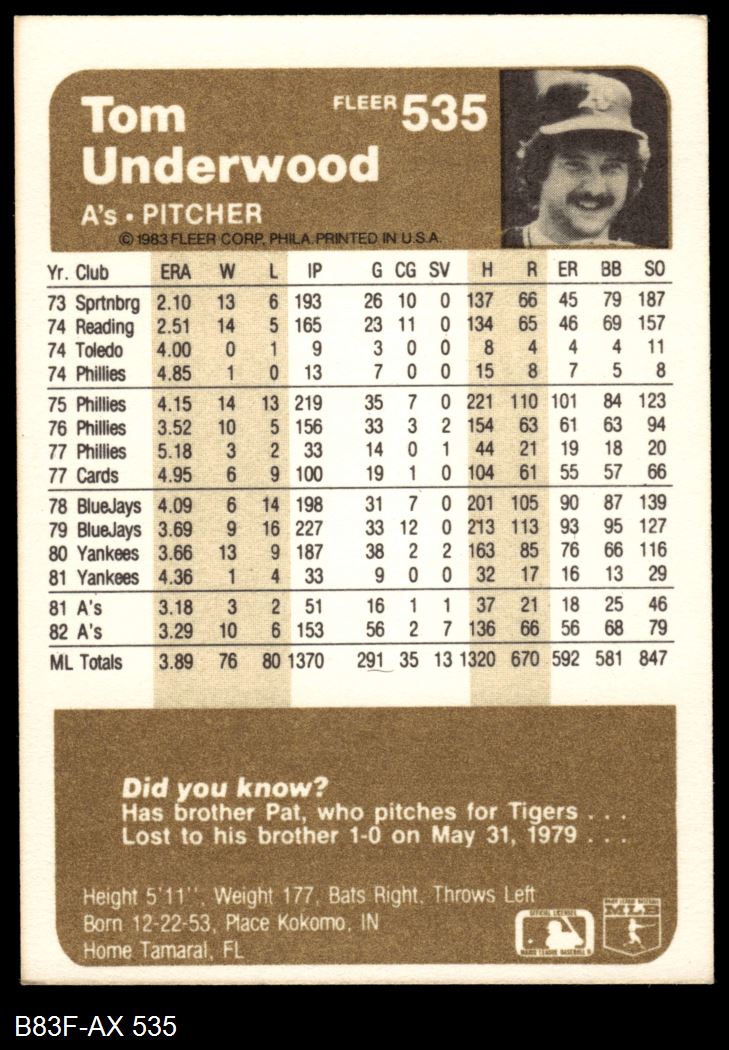 Tom
Underwood
FLEER 535
A's • PITCHER
© 1983 FLEER CORP., PHILA. PRINTED IN U.S.A.
Yr. Club ERA W L IP G CG SV H R ER BB SO
73 Sprtnbrg 2.10 13 6 193 26 10 0 137 66 45 79 187
74 Reading 2.51 14 5 165 23 11 0 134 65 46 69 157
74 Toledo 4.00 0 1 9 3 0 0 8 4 4 4 11
74 Phillies 4.85 1 0 13 7 0 0 15 8 7 5 8
75 Phillies 4.15 14 13 219 35 7 0 221 110 101 84 123
76 Phillies 3.52 10 5 156 33 3 2 154 63 61 63 94
77 Phillies 5.18 3 2 33 14 0 1 44 21 19 18 20
77 Cards 4.95 6 9 100 19 1 0 104 61 55 57 66
78 BlueJays 4.09 6 14 198 31 7 0 201 105 90 87 139
79 BlueJays 3.69 9 16 227 33 12 0 213 113 93 95 127
80 Yankees 3.66 13 9 187 38 2 2 163 85 76 66 116
81 Yankees 4.36 1 4 33 9 0 0 32 17 16 13 29
81 A's 3.18 3 2 51 16 1 1 37 21 18 25 46
82 A's 3.29 10 6 153 56 2 7 136 66 56 68 79
ML Totals 3.89 76 80 1370 291 35 13 1320 670 592 581 847
Did you know?
Has brother Pat, who pitches for Tigers . . .
Lost to his brother 1-0 on May 31, 1979 . . .
Height 5'11'', Weight 177, Bats Right, Throws Left
Born 12-22-53, Place Kokomo, IN
Home Tamaral, FL
OFFICIAL LICENSEE
MAJOR LEAGUE BASEBALL
B83F-AX 535